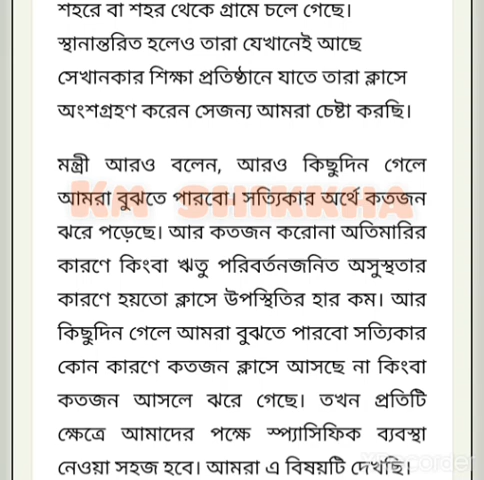 শহরে বা শহর থেকে গ্রামে চলে গেছে।
স্থানান্তরিত হলেও তারা যেখানেই আছে
সেখানকার শিক্ষা প্রতিষ্ঠানে যাতে তারা ক্লাসে
অংশগ্রহণ করেন সেজন্য আমরা চেষ্টা করছি।
মন্ত্রী আরও বলেন, আরও কিছুদিন গেলে
আমরা বুঝতে পারবো। সত্যিকার অর্থে কতজন
KM SHIKKHA
ঝরে পড়েছে। আর কতজন করোনা অতিমারির
কারণে কিংবা ঋতু পরিবর্তনজনিত অসুস্থতার
কারণে হয়তো ক্লাসে উপস্থিতির হার কম। আর
কিছুদিন গেলে আমরা বুঝতে পারবো সত্যিকার
কোন কারণে কতজন ক্লাসে আসছে না কিংবা
কতজন আসলে ঝরে গেছে। তখন প্রতিটি
ক্ষেত্রে আমাদের পক্ষে স্প্যাসিফিক ব্যবস্থা
নেওয়া সহজ হবে। আমরা এ বিষয়টি দেখছি।